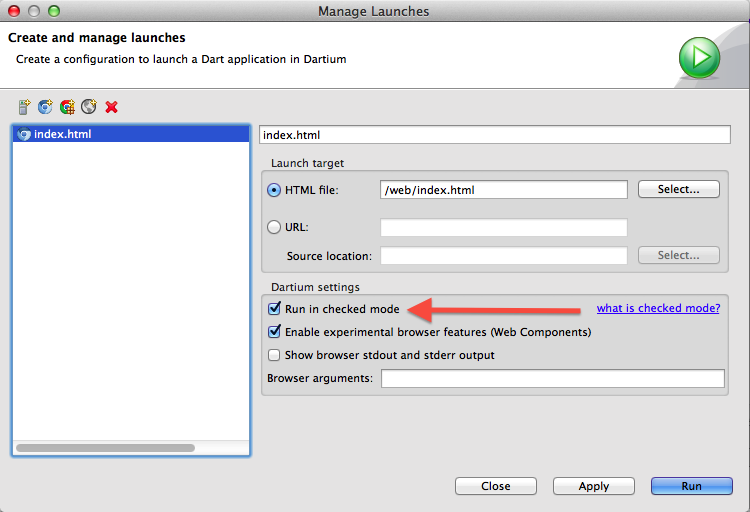 Manage Launches
Create and manage launches
Create a configuration to launch a Dart application in Dartium
index.html
index.html
Launch target
HTML file: /web/index.html Select...
URL:
Source location: Select...
Dartium settings
Run in checked mode what is checked mode?
Enable experimental browser features (Web Components)
Show browser stdout and stderr output
Browser arguments:
Close Apply Run